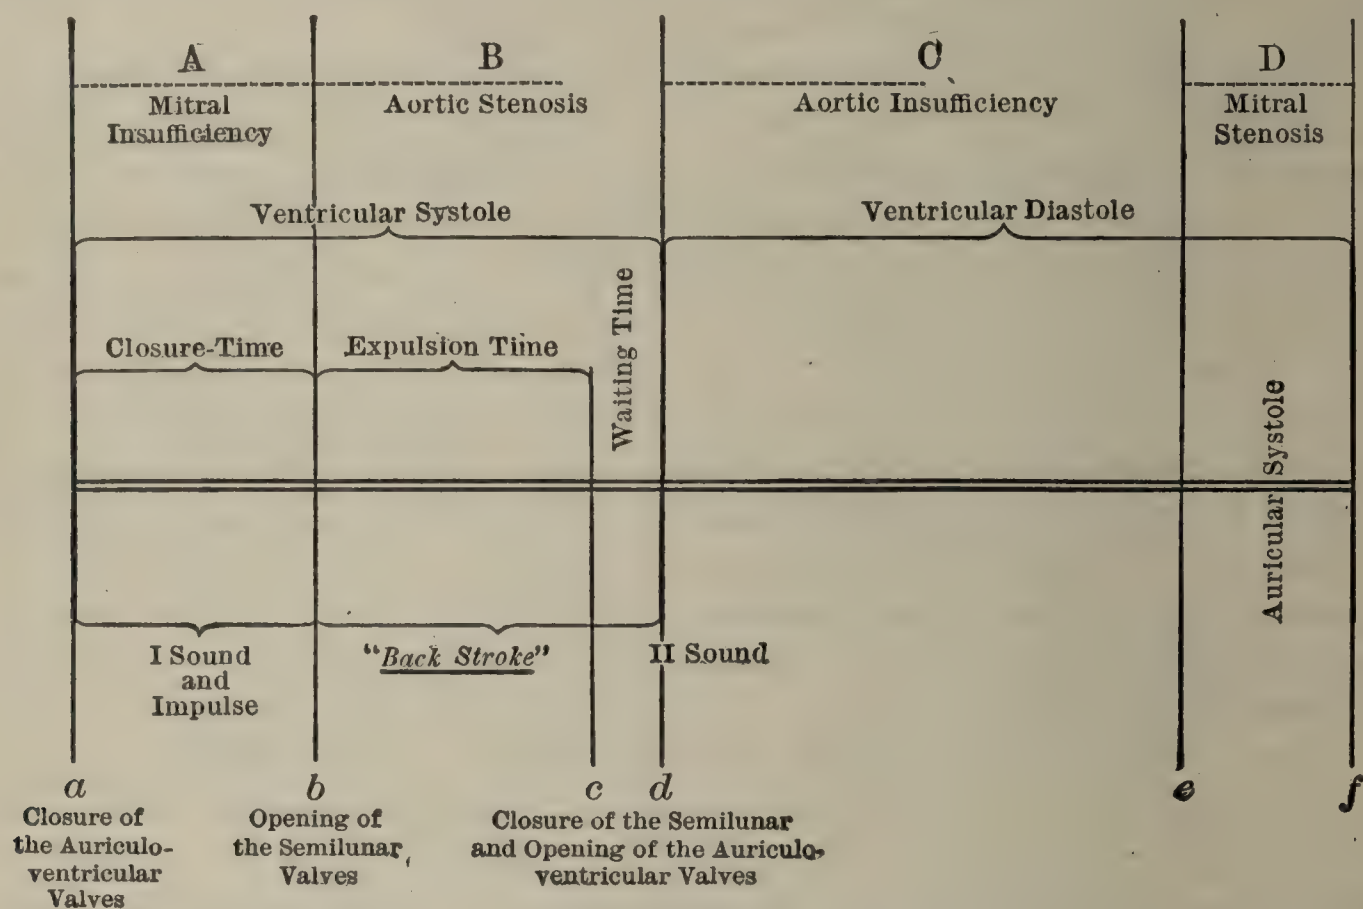 A
B
C
D
Mitral
Insufficiency
Aortic Stenosis
Aortic Insufficiency
Mitral
Stenosis
Ventricular Systole
Ventricular Diastole
Closure-Time
Expulsion Time
Waiting Time
Auricular Systole
I Sound
and
Impulse
"Back Stroke"
II Sound
a
b
c
d
e
f
Closure of
the Auriculo-
ventricular
Valves
Opening of
the Semilunar
Valves
Closure of the Semilunar
and Opening of the Auriculo-
ventricular Valves